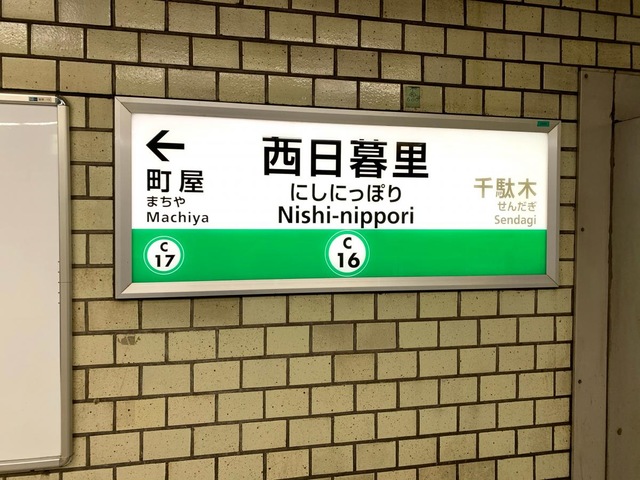 ←
西日暮里
にしにっぽり
Nishi-nippori
町屋
まちや
Machiya
千駄木
せんだぎ
Sendagi
C
17
C
16